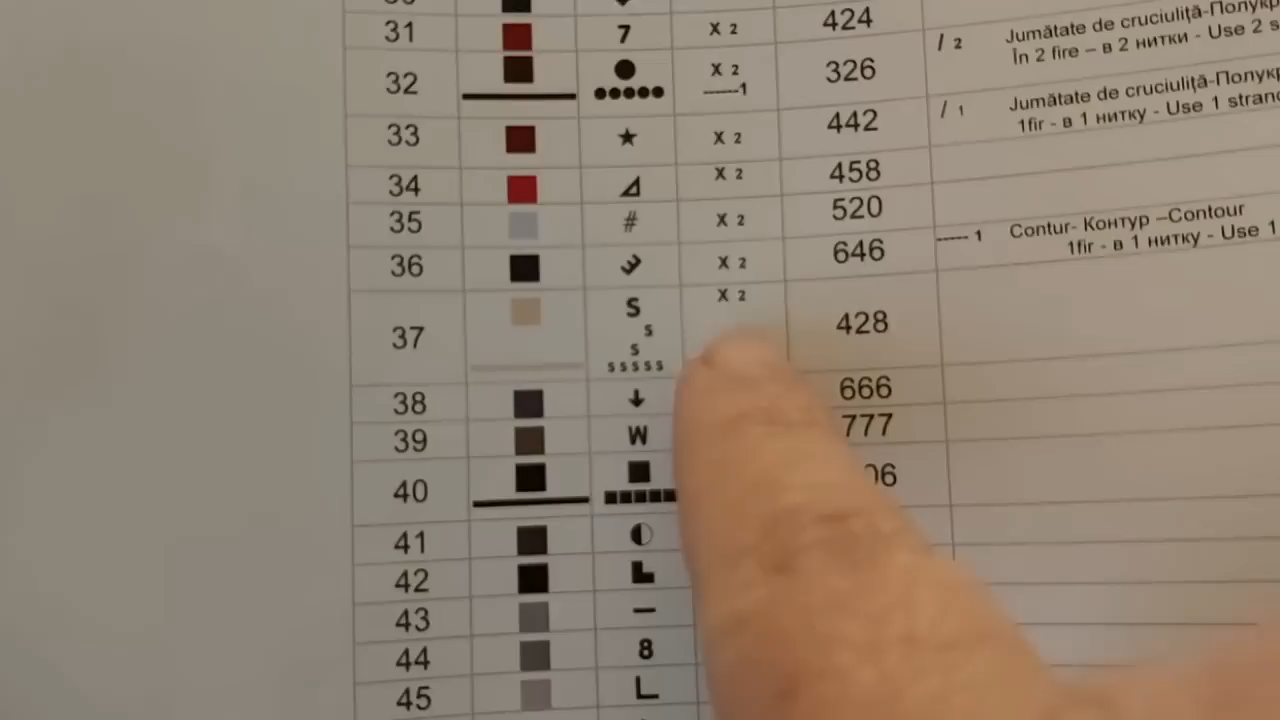 31 7 X 2 424
/ 2 Jumătate de cruciuliță-Полукр
În 2 fire – в 2 нитки - Use 2 s
32 X 2 326
-------1
/ 1 Jumătate de cruciuliță-Полукр
1fir - в 1 нитку - Use 1 stranc
33 ★ X 2 442
34 X 2 458
35 # X 2 520
------ 1 Contur- Контур –Contour
1fir - в 1 нитку - Use 1
36 X 2 646
37 S X 2 428
s
s
sssss
38 ↓ 666
39 W 777
40 06
41
42
43 –
44 8
45 L